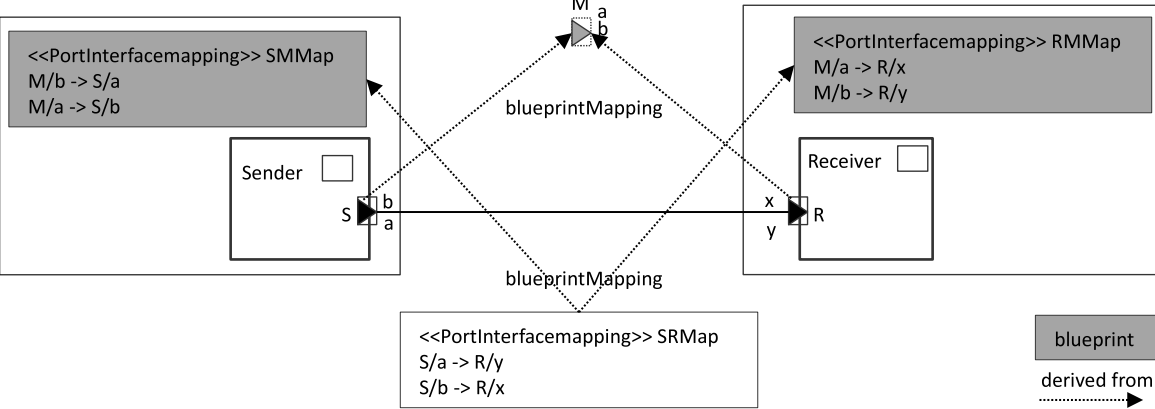 M
a
b
<<PortInterfacemapping>> SMMap
M/b -> S/a
M/a -> S/b
<<PortInterfacemapping>> RMMap
M/a -> R/x
M/b -> R/y
blueprintMapping
Sender
Receiver
S
b
a
x
y
R
blueprintMapping
<<PortInterfacemapping>> SRMap
S/a -> R/y
S/b -> R/x
blueprint
derived from